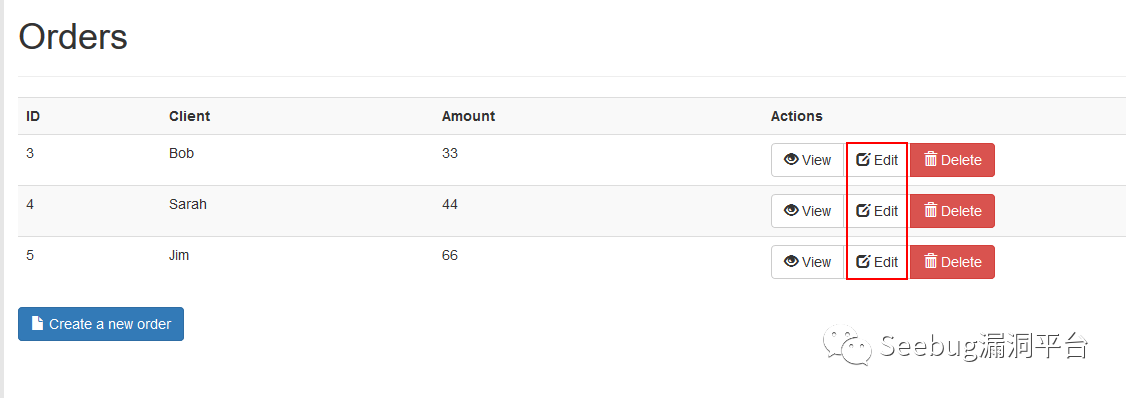 Orders
ID Client Amount Actions
3 Bob 33 View Edit Delete
4 Sarah 44 View Edit Delete
5 Jim 66 View Edit Delete
Create a new order
Seebug漏洞平台